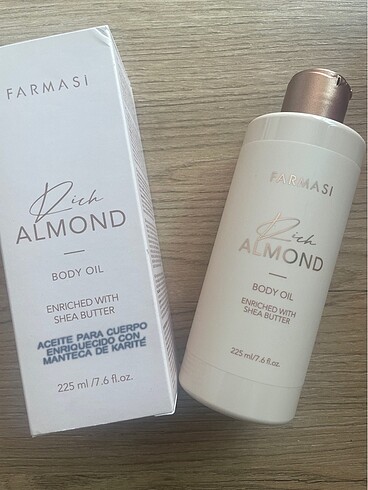 FARMASI
Rich
ALMOND
BODY OIL
ENRICHED WITH
SHEA BUTTER
ACEITE PARA CUERPO
ENRIQUECIDO CON
MANTECA DE KARITÉ
225 ml /7.6 fl.oz.
FARMASI
Rich
ALMOND
BODY OIL
ENRICHED WITH
SHEA BUTTER
225 ml /7.6 fl.oz.